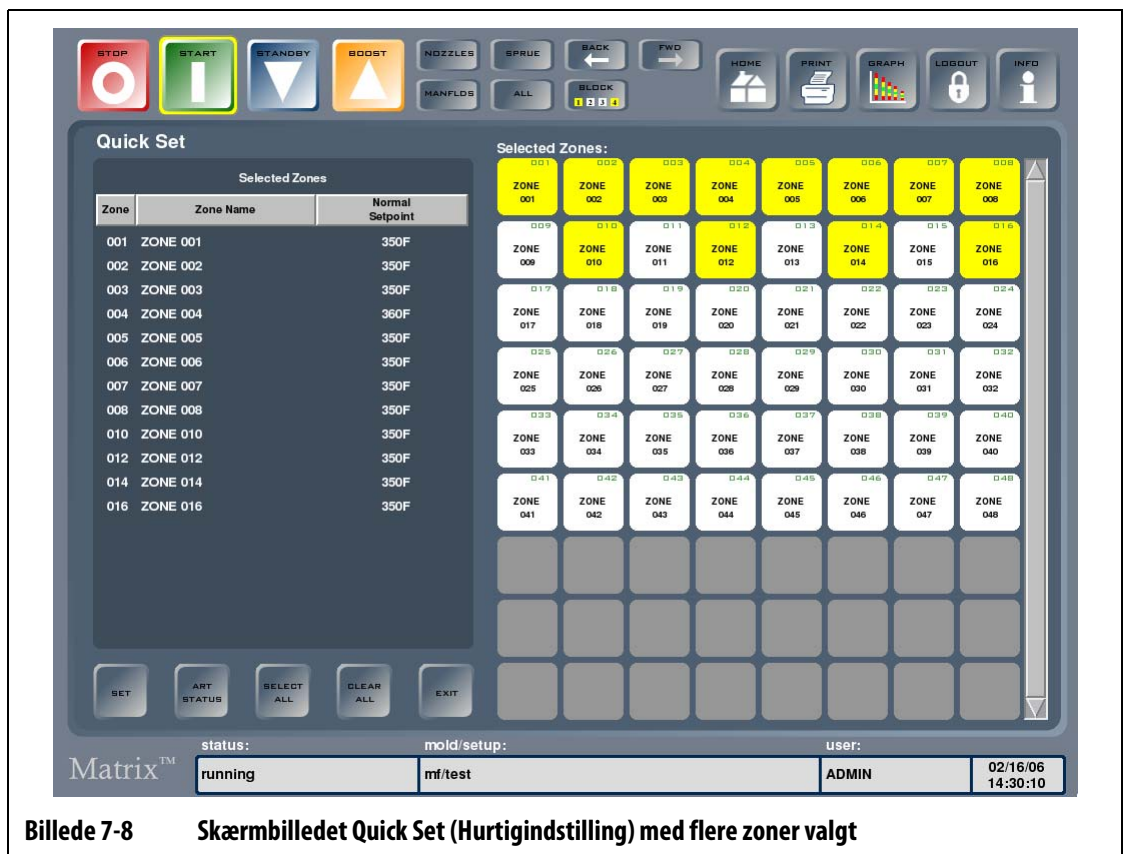 STOP START STANDBY BOOST NOZZLES SPRUE BACK FWD
HOME PRINT GRAPH LOGOUT INFO
MANFLDS ALL BLOCK
1 2 3 4
Quick Set
Selected Zones:
Selected Zones
Zone Zone Name Normal Setpoint
001 ZONE 001 350F
002 ZONE 002 350F
003 ZONE 003 350F
004 ZONE 004 360F
005 ZONE 005 350F
006 ZONE 006 350F
007 ZONE 007 350F
008 ZONE 008 350F
010 ZONE 010 350F
012 ZONE 012 350F
014 ZONE 014 350F
016 ZONE 016 350F
001 002 003 004 005 006 007 008
ZONE ZONE ZONE ZONE ZONE ZONE ZONE ZONE
001 002 003 004 005 006 007 008
009 010 011 012 013 014 015 016
ZONE ZONE ZONE ZONE ZONE ZONE ZONE ZONE
009 010 011 012 013 014 015 016
017 018 019 020 021 022 023 024
ZONE ZONE ZONE ZONE ZONE ZONE ZONE ZONE
017 018 019 020 021 022 023 024
025 026 027 028 029 030 031 032
ZONE ZONE ZONE ZONE ZONE ZONE ZONE ZONE
025 026 027 028 029 030 031 032
033 034 035 036 037 038 039 040
ZONE ZONE ZONE ZONE ZONE ZONE ZONE ZONE
033 034 035 036 037 038 039 040
041 042 043 044 045 046 047 048
ZONE ZONE ZONE ZONE ZONE ZONE ZONE ZONE
041 042 043 044 045 046 047 048
SET ART STATUS SELECT ALL CLEAR ALL EXIT
status: mold/setup: user:
Matrix™ running mf/test ADMIN 02/16/06
14:30:10
Billede 7-8 Skærmbilledet Quick Set (Hurtigindstilling) med flere zoner valgt